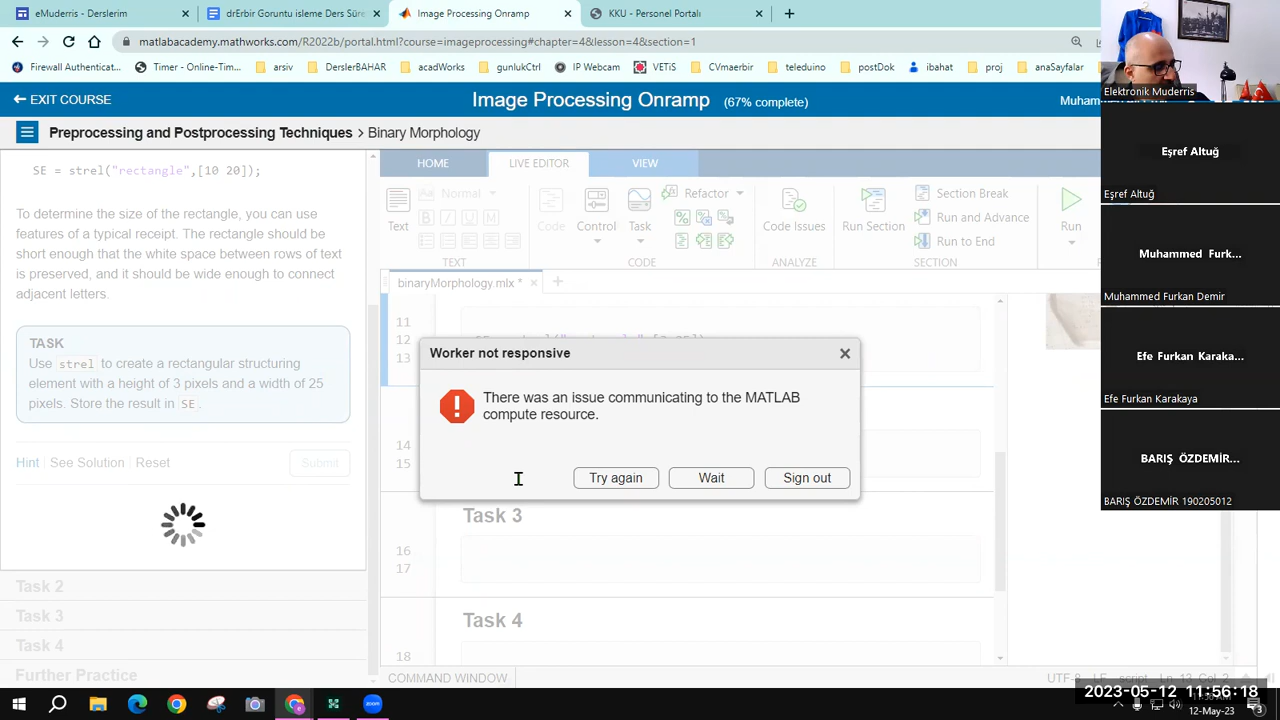 eMuderris - Derslerim
drErbir Goruntu isleme Ders Süre
Image Processing Onramp
KKU - Personel Portalı
matlabacademy.mathworks.com/R2022b/portal.html?course=imageprocessing#chapter=4&lesson=4&section=1
Firewall Authenticat...
Timer - Online-Tim...
arsiv
DerslerBAHAR
acadWorks
gunlukCtrl
IP Webcam
VETiS
CVmaerbir
teleduino
postDok
ibahat
proj
anaSayfalar
Elektronik Muderris
EXIT COURSE
Image Processing Onramp (67% complete)
Preprocessing and Postprocessing Techniques > Binary Morphology
SE = strel("rectangle",[10 20]);
To determine the size of the rectangle, you can use
features of a typical receipt. The rectangle should be
short enough that the white space between rows of text
is preserved, and it should be wide enough to connect
adjacent letters.
TASK
Use strel to create a rectangular structuring
element with a height of 3 pixels and a width of 25
pixels. Store the result in SE.
Hint | See Solution | Reset
Submit
Task 2
Task 3
Task 4
Further Practice
HOME
LIVE EDITOR
VIEW
Text
Normal
B I U M
TEXT
Code
Control
Task
Refactor
CODE
Code Issues
ANALYZE
Run Section
Section Break
Run and Advance
Run to End
SECTION
Run
binaryMorphology.mlx *
11
12
13
Worker not responsive
There was an issue communicating to the MATLAB
compute resource.
Try again
Wait
Sign out
14
15
Task 3
16
17
Task 4
18
COMMAND WINDOW
UTF-8
LF
script
Ln 13 Col 2
Eşref Altuğ
Eşref Altuğ
Muhammed Furk...
Muhammed Furkan Demir
Efe Furkan Karaka...
Efe Furkan Karakaya
BARIŞ ÖZDEMİR...
BARIŞ ÖZDEMİR 190205012
2023-05-12 11:56:18
12-May-23
3